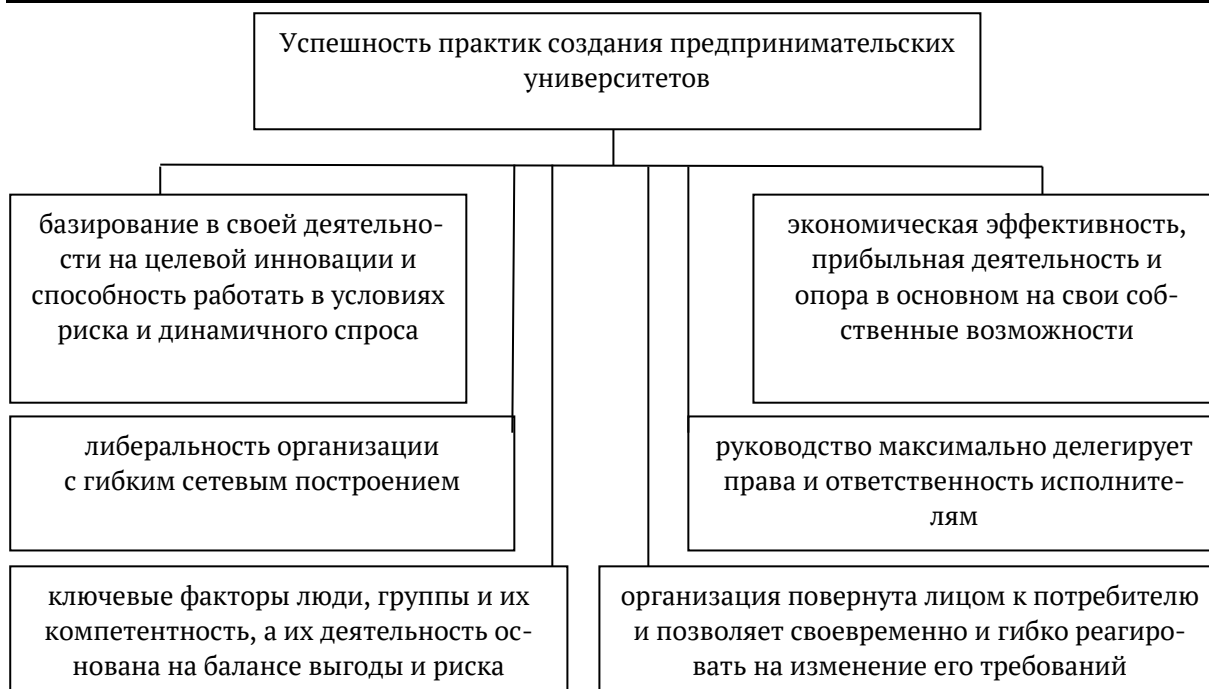 Успешность практик создания предпринимательских
университетов
базирование в своей деятельно-
сти на целевой инновации и
способность работать в условиях
риска и динамичного спроса
экономическая эффективность,
прибыльная деятельность и
опора в основном на свои соб-
ственные возможности
либеральность организации
с гибким сетевым построением
руководство максимально делегирует
права и ответственность исполните-
лям
ключевые факторы люди, группы и их
компетентность, а их деятельность ос-
нована на балансе выгоды и риска
организация повернута лицом к потребителю
и позволяет своевременно и гибко реагиро-
вать на изменение его требований